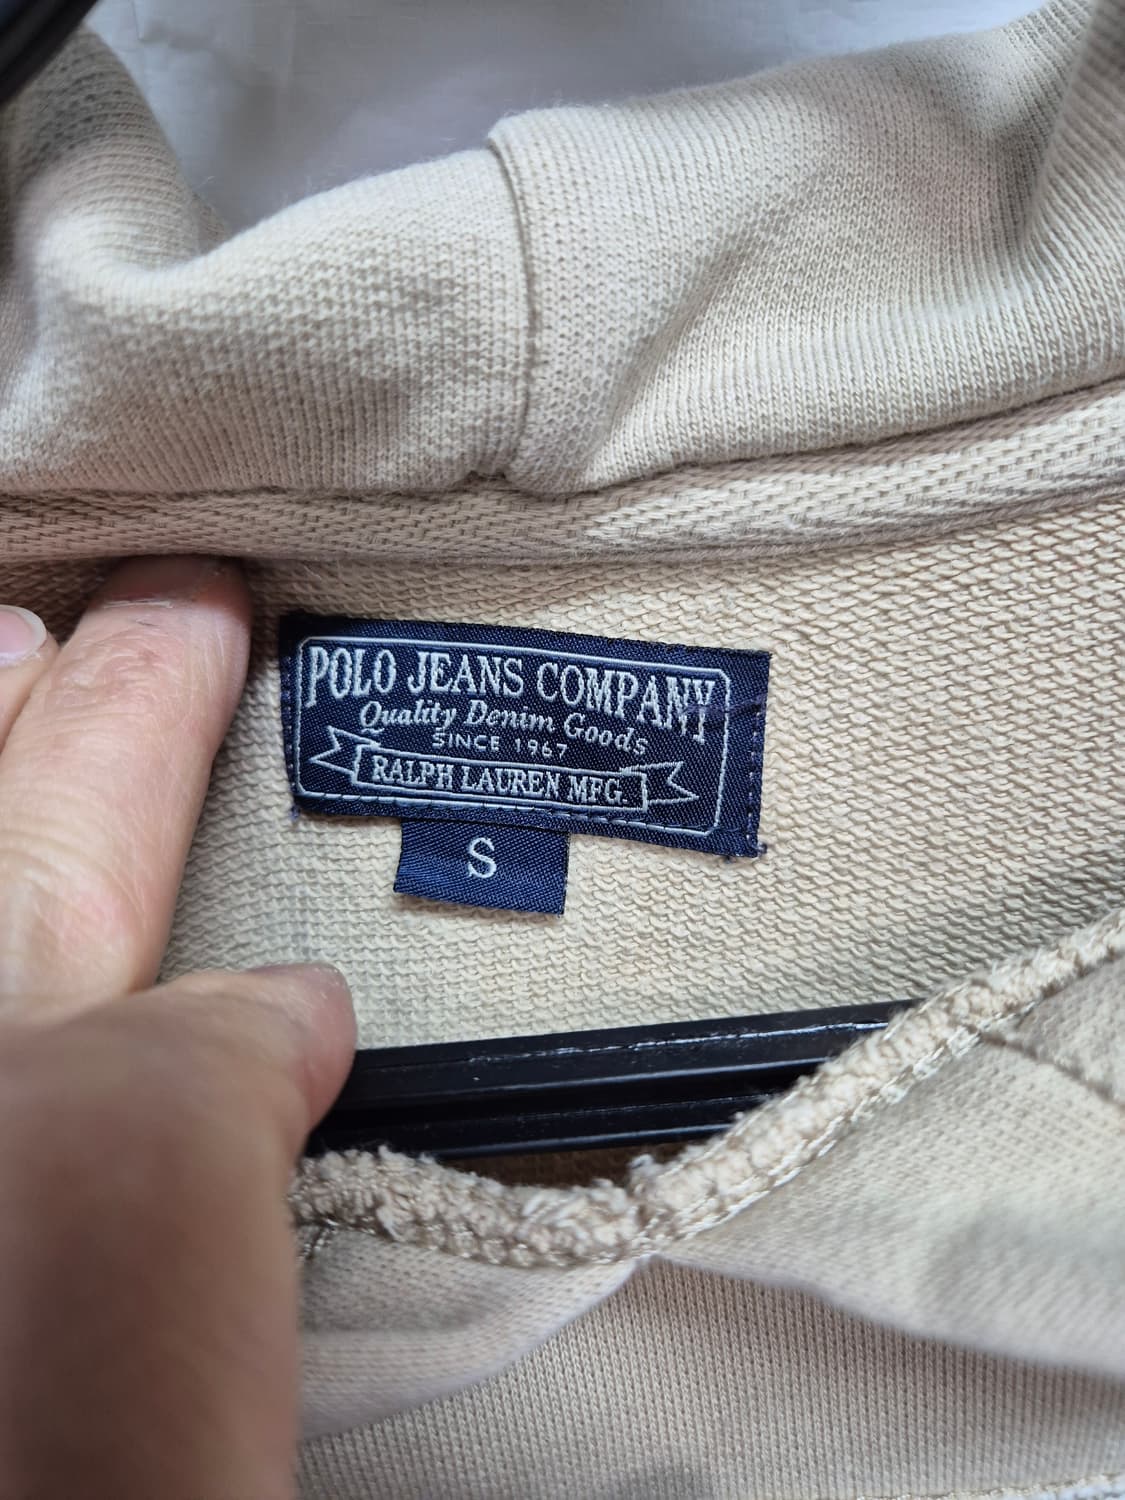 POLO JEANS COMPANY
Quality Denim Goods
SINCE 1967
RALPH LAUREN MFG.
S